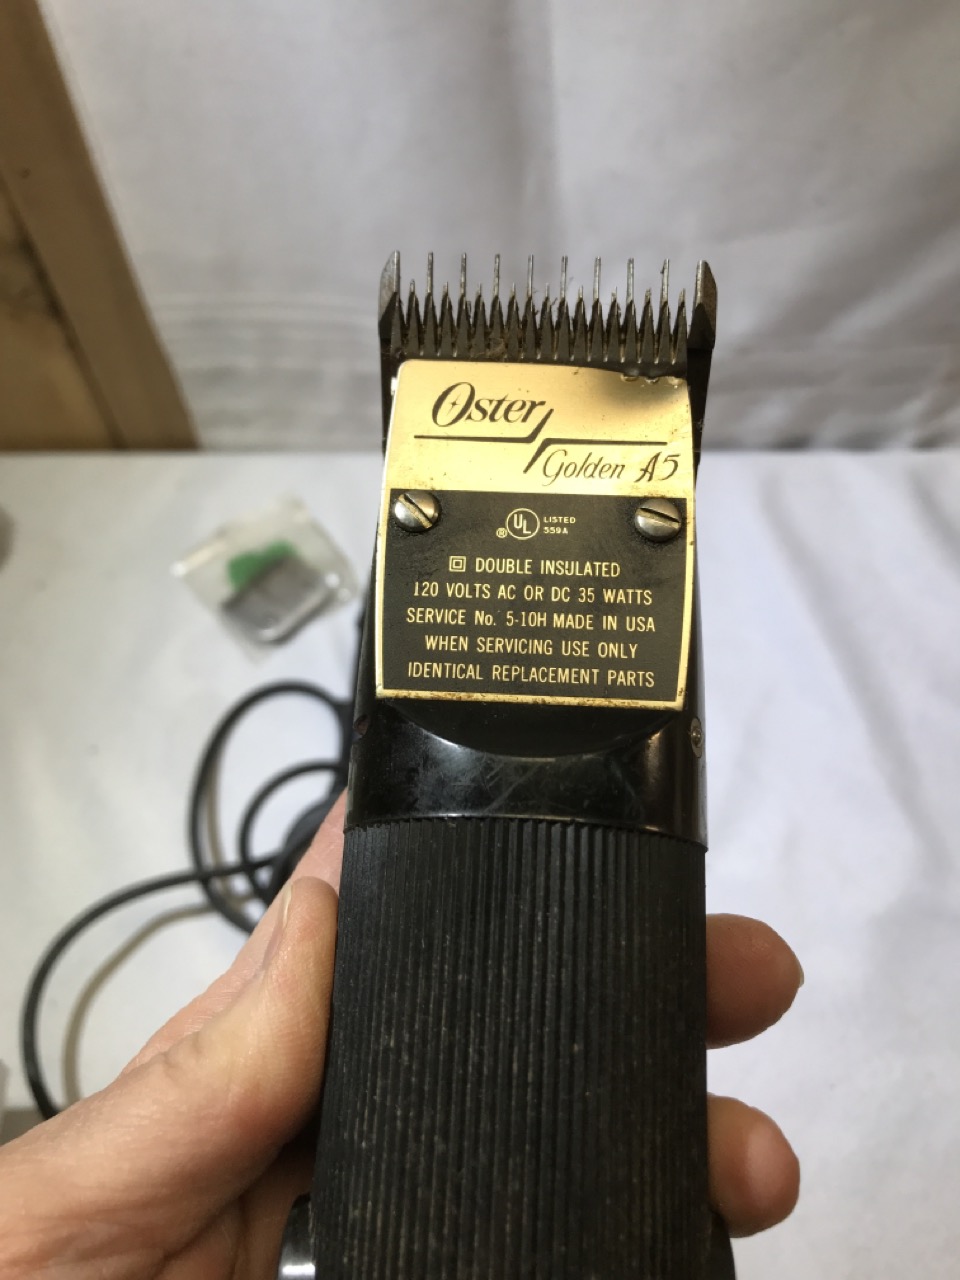 Oster
Golden A5
® UL LISTED
559A
DOUBLE INSULATED
120 VOLTS AC OR DC 35 WATTS
SERVICE No. 5-10H MADE IN USA
WHEN SERVICING USE ONLY
IDENTICAL REPLACEMENT PARTS